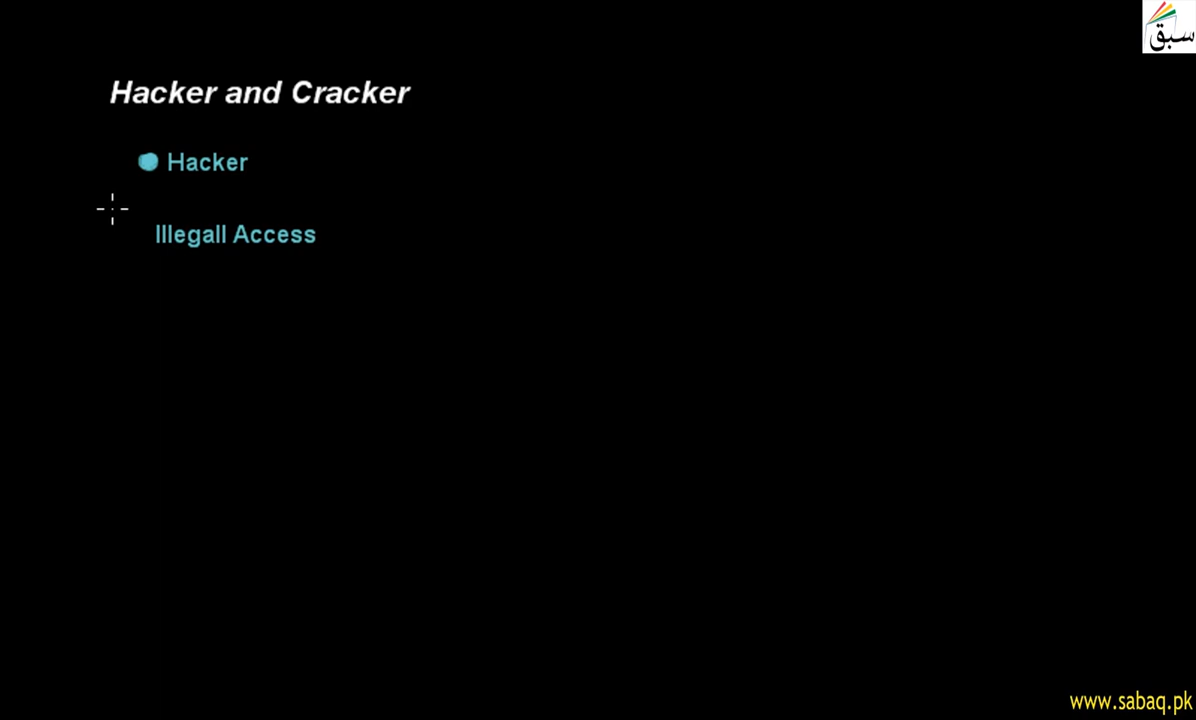 سبق
Hacker and Cracker
Hacker
Illegall Access
www.sabaq.pk